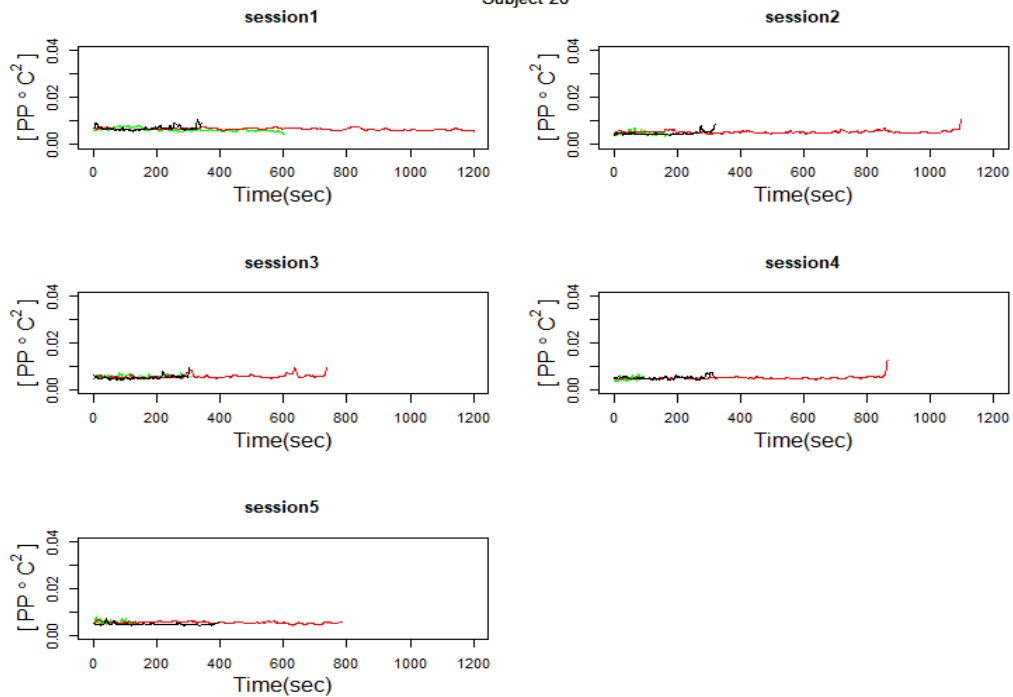 Subject
session1
[ PP ° C² ]
0.04
0.02
0.00
0 200 400 600 800 1000 1200
Time(sec)
session2
[ PP ° C² ]
0.04
0.02
0.00
0 200 400 600 800 1000 1200
Time(sec)
session3
[ PP ° C² ]
0.04
0.02
0.00
0 200 400 600 800 1000 1200
Time(sec)
session4
[ PP ° C² ]
0.04
0.02
0.00
0 200 400 600 800 1000 1200
Time(sec)
session5
[ PP ° C² ]
0.04
0.02
0.00
0 200 400 600 800 1000 1200
Time(sec)